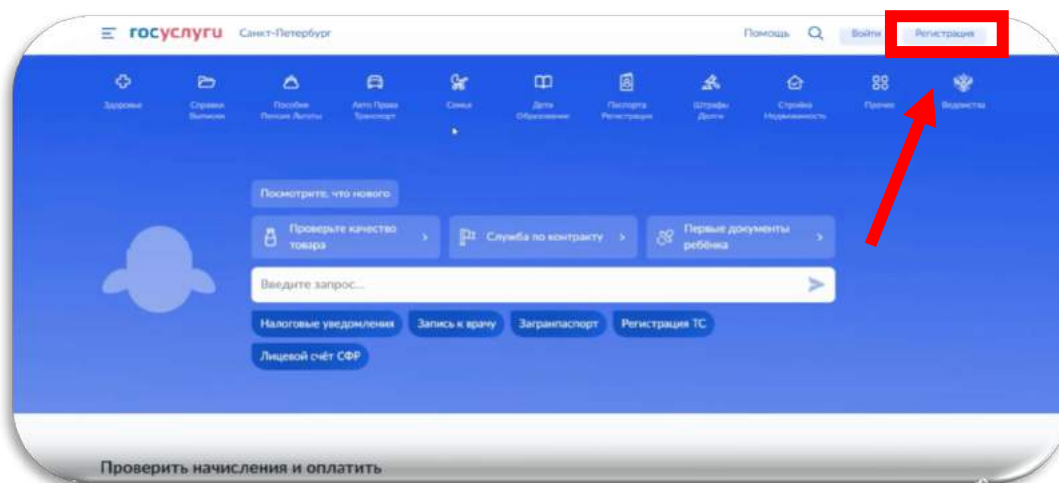 госуслуги Санкт-Петербург Помощь Войти Регистрация
Здоровье Справки Выписки Пособия Пенсия Льготы Авто Права Транспорт Семья Дети Образование Паспорта Регистрация Штрафы Долги Стройка Недвижимость Прочее Ведомства
Посмотрите, что нового
Проверьте качество товара
Служба по контракту
Первые документы ребёнка
Введите запрос...
Налоговые уведомления Запись к врачу Загранпаспорт Регистрация ТС
Лицевой счёт СФР
Проверить начисления и оплатить